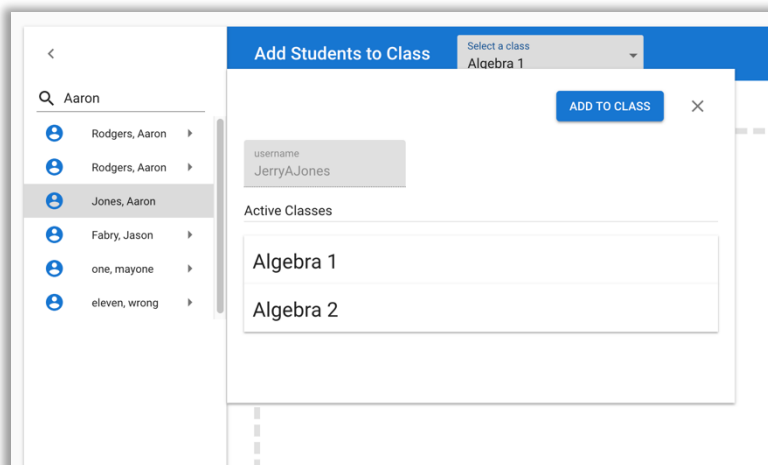 Add Students to Class
Select a class
Algebra 1
Aaron
Rodgers, Aaron
Rodgers, Aaron
Jones, Aaron
Fabry, Jason
one, mayone
eleven, wrong
ADD TO CLASS
username
JerryAJones
Active Classes
Algebra 1
Algebra 2